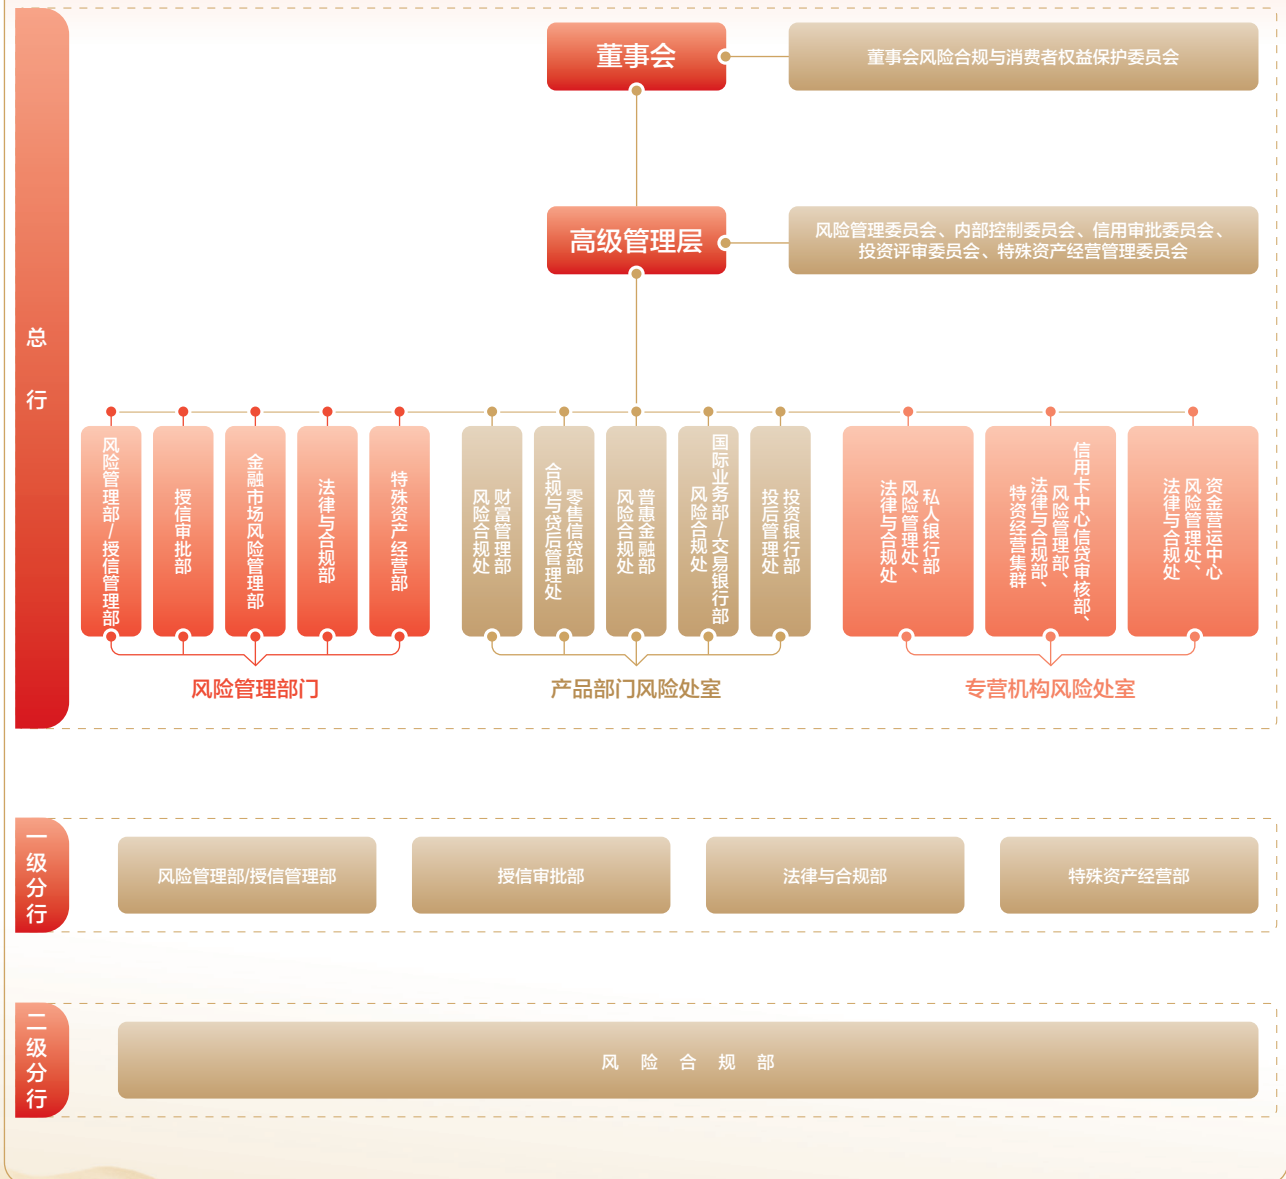 总行
董事会
董事会风险合规与消费者权益保护委员会
高级管理层
风险管理委员会、内部控制委员会、信用审批委员会、
投资评审委员会、特殊资产经营管理委员会
风险管理部/授信管理部
授信审批部
金融市场风险管理部
法律与合规部
特殊资产经营部
财富管理部
风险合规处
零售信贷部
合规与贷后管理处
普惠金融部
风险合规处
国际业务部/交易银行部
风险合规处
投资银行部
投后管理处
私人银行部
风险管理处、
法律与合规处
信用卡中心信贷审核部、
风险管理部、
法律与合规部、
特资经营集群
资金营运中心
风险管理处、
法律与合规处
风险管理部门
产品部门风险处室
专营机构风险处室
一级分行
风险管理部/授信管理部
授信审批部
法律与合规部
特殊资产经营部
二级分行
风险合规部